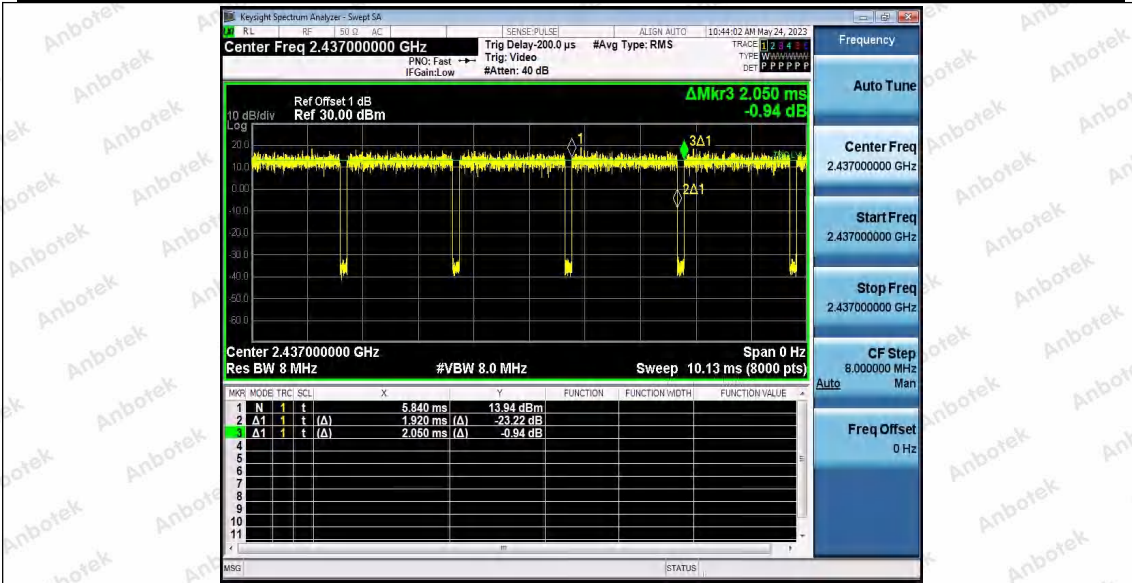 Keysight Spectrum Analyzer - Swept SA
RL RF 50 Ω AC SENSE:PULSE ALIGN AUTO 10:44:02 AM May 24, 2023
Center Freq 2.437000000 GHz
PNO: Fast
IFGain:Low
Trig Delay-200.0 µs
Trig: Video
#Atten: 40 dB
#Avg Type: RMS
TRACE 1 2 3 4 5 6
TYPE W
DET P P P P P P
Frequency
ΔMkr3 2.050 ms
-0.94 dB
Ref Offset 1 dB
10 dB/div Ref 30.00 dBm
Log
20.0
10.0
0.00
-10.0
-20.0
-30.0
-40.0
-50.0
-60.0
1
3Δ1
2Δ1
Center 2.437000000 GHz Span 0 Hz
Res BW 8 MHz #VBW 8.0 MHz Sweep 10.13 ms (8000 pts)
MKR MODE TRC SCL X Y FUNCTION FUNCTION WIDTH FUNCTION VALUE
1 N 1 t 5.840 ms 13.94 dBm
2 Δ1 1 t (Δ) 1.920 ms (Δ) -23.22 dB
3 Δ1 1 t (Δ) 2.050 ms (Δ) -0.94 dB
4
5
6
7
8
9
10
11
MSG STATUS
Auto Tune
Center Freq
2.437000000 GHz
Start Freq
2.437000000 GHz
Stop Freq
2.437000000 GHz
CF Step
8.000000 MHz
Auto Man
Freq Offset
0 Hz
Anbotek